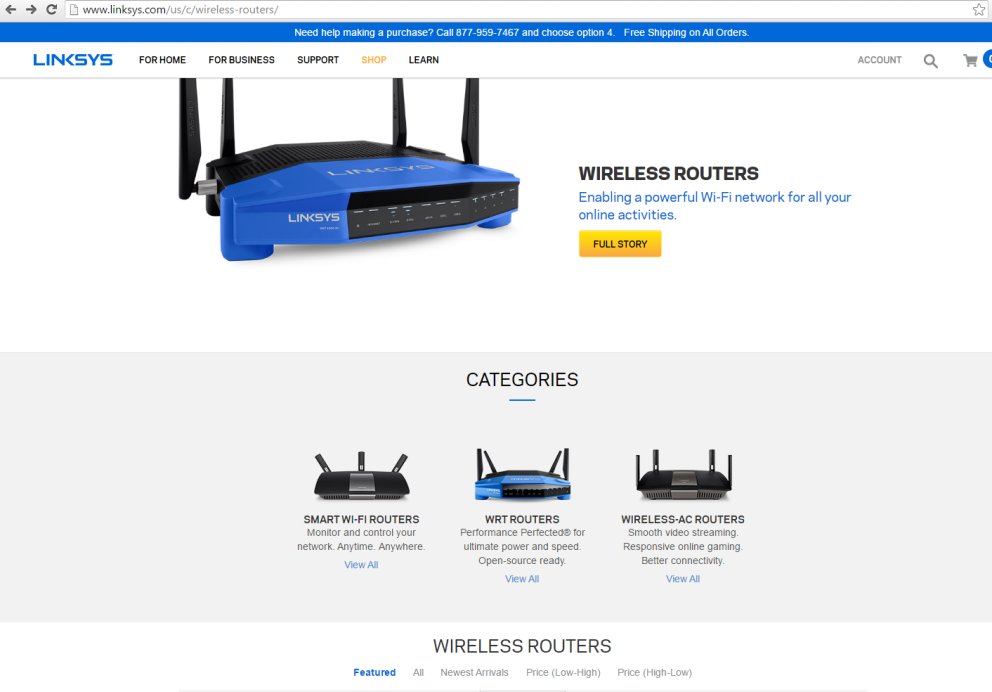 www.linksys.com/us/c/wireless-routers/
Need help making a purchase? Call 877-959-7467 and choose option 4. Free Shipping on All Orders.
LINKSYS FOR HOME FOR BUSINESS SUPPORT SHOP LEARN ACCOUNT
LINKSYS
LINKSYS
WIRELESS ROUTERS
Enabling a powerful Wi-Fi network for all your
online activities.
FULL STORY
CATEGORIES
SMART WI-FI ROUTERS
Monitor and control your
network. Anytime. Anywhere.
View All
WRT ROUTERS
Performance Perfected® for
ultimate power and speed.
Open-source ready.
View All
WIRELESS-AC ROUTERS
Smooth video streaming.
Responsive online gaming.
Better connectivity.
View All
WIRELESS ROUTERS
Featured All Newest Arrivals Price (Low-High) Price (High-Low)